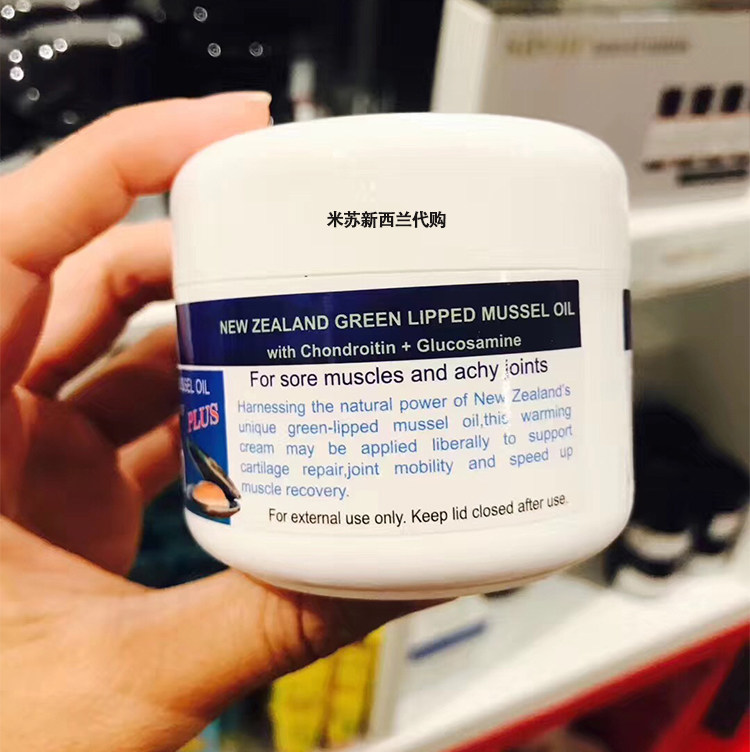 米苏新西兰代购
NEW ZEALAND GREEN LIPPED MUSSEL OIL
with Chondroitin + Glucosamine
For sore muscles and achy joints
Harnessing the natural power of New Zealand's
unique green-lipped mussel oil,this warming
cream may be applied liberally to support
cartilage repair,joint mobility and speed up
muscle recovery.
For external use only. Keep lid closed after use.
OIL
PLUS